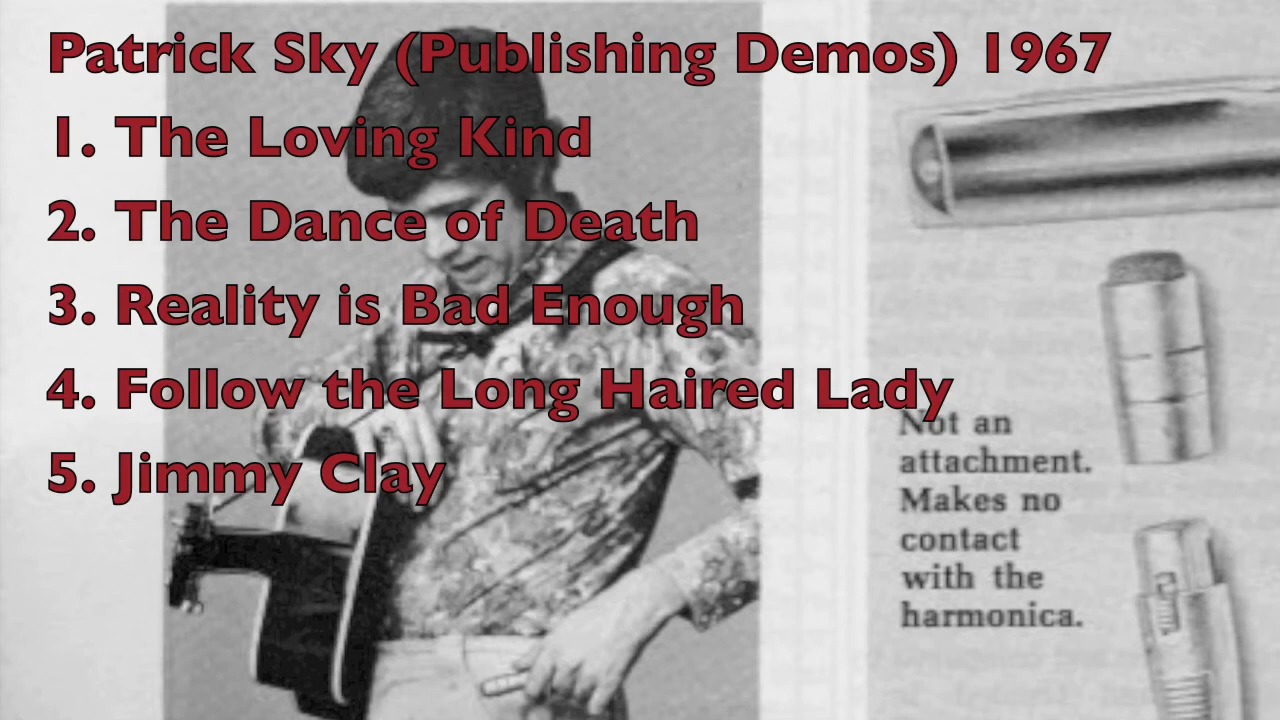 Patrick Sky (Publishing Demos) 1967
1. The Loving Kind
2. The Dance of Death
3. Reality is Bad Enough
4. Follow the Long Haired Lady
5. Jimmy Clay
Not an
attachment.
Makes no
contact
with the
harmonica.